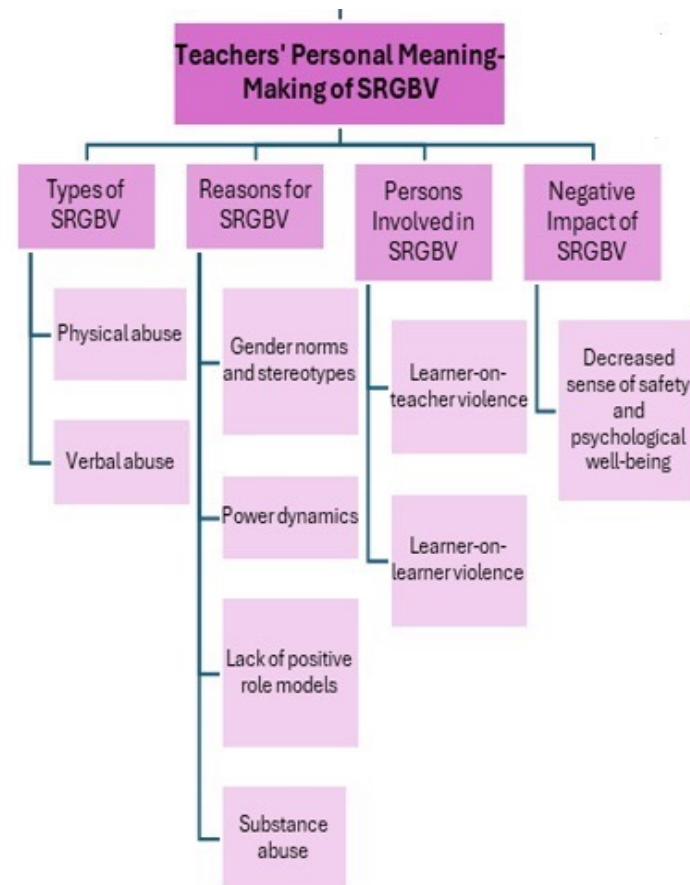 Teachers' Personal Meaning-
Making of SRGBV
Types of
SRGBV
Physical abuse
Verbal abuse
Reasons for
SRGBV
Gender norms
and stereotypes
Power dynamics
Lack of positive
role models
Substance
abuse
Persons
Involved in
SRGBV
Learner-on-
teacher violence
Learner-on-
learner violence
Negative
Impact of
SRGBV
Decreased
sense of safety
and
psychological
well-being